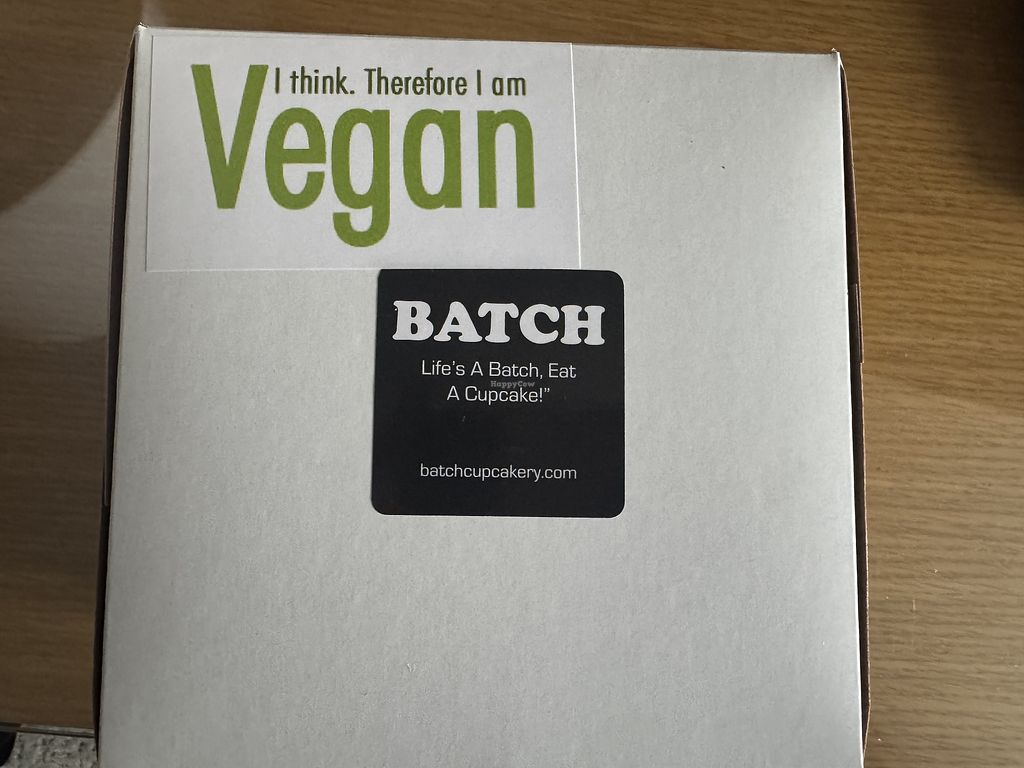 I think. Therefore I am
Vegan
BATCH
Life's A Batch, Eat
HappyCow
A Cupcake!"
batchcupcakery.com